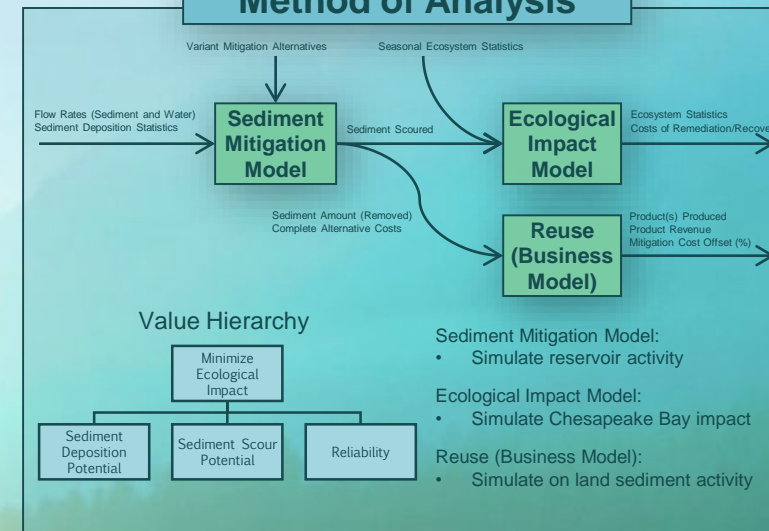 Method of Analysis
Variant Mitigation Alternatives
Seasonal Ecosystem Statistics
Flow Rates (Sediment and Water)
Sediment Deposition Statistics
Sediment
Mitigation
Model
Sediment Scoured
Ecological
Impact
Model
Ecosystem Statistics
Costs of Remediation/Recove
Sediment Amount (Removed)
Complete Alternative Costs
Reuse
(Business
Model)
Product(s) Produced
Product Revenue
Mitigation Cost Offset (%)
Value Hierarchy
Minimize
Ecological
Impact
Sediment
Deposition
Potential
Sediment Scour
Potential
Reliability
Sediment Mitigation Model:
• Simulate reservoir activity
Ecological Impact Model:
• Simulate Chesapeake Bay impact
Reuse (Business Model):
• Simulate on land sediment activity